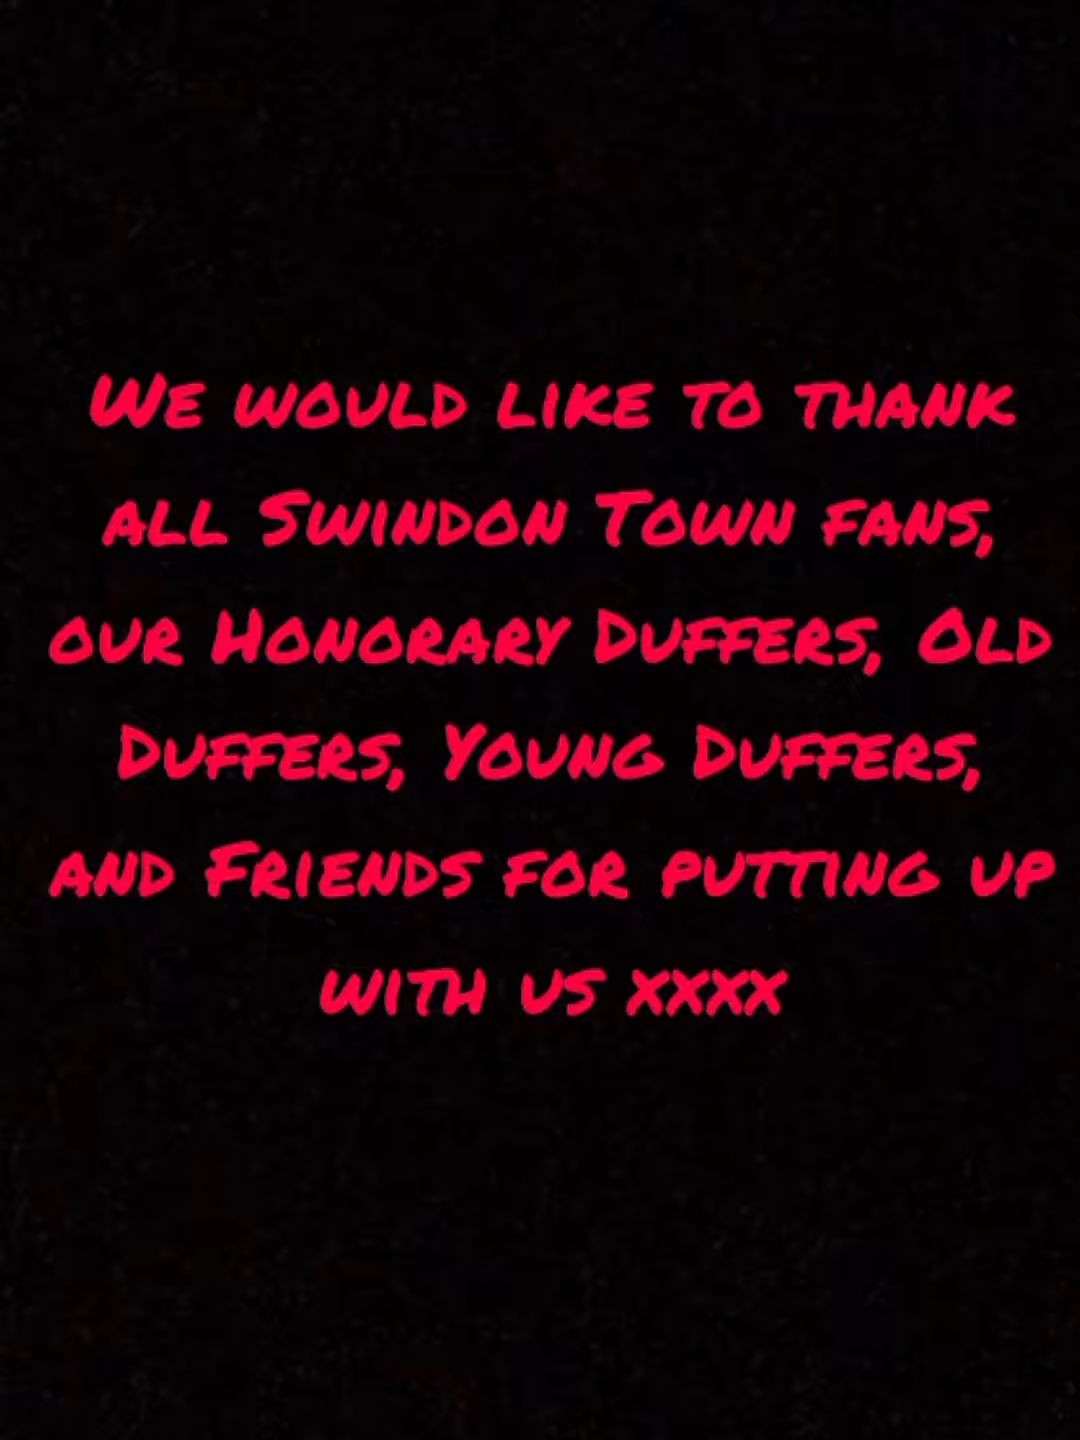 We would like to thank
all Swindon Town fans,
our Honorary Duffers, Old
Duffers, Young Duffers,
and Friends for putting up
with us xxxx